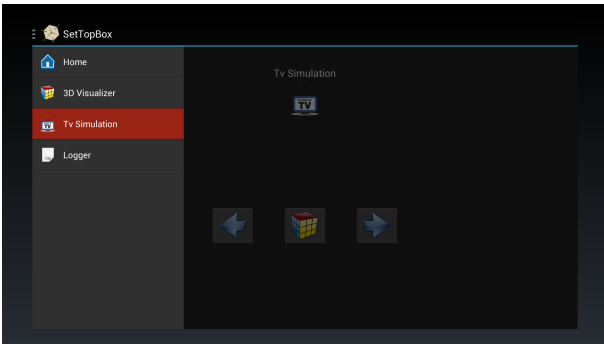 SetTopBox
Home
3D Visualizer
Tv Simulation
Logger
Tv Simulation
TV